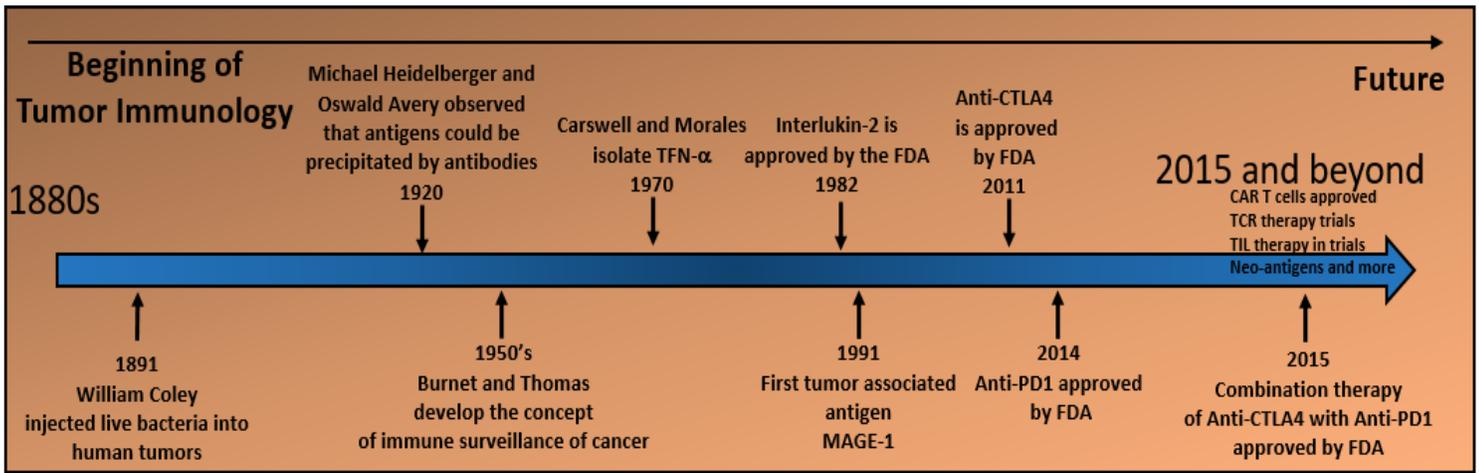 Beginning of
Tumor Immunology
Future
1880s
Michael Heidelberger and
Oswald Avery observed
that antigens could be
precipitated by antibodies
1920
Carswell and Morales
isolate TFN-α
1970
Interlukin-2 is
approved by the FDA
1982
Anti-CTLA4
is approved
by FDA
2011
2015 and beyond
CAR T cells approved
TCR therapy trials
TIL therapy in trials
Neo-antigens and more
1891
William Coley
injected live bacteria into
human tumors
1950’s
Burnet and Thomas
develop the concept
of immune surveillance of cancer
1991
First tumor associated
antigen
MAGE-1
2014
Anti-PD1 approved
by FDA
2015
Combination therapy
of Anti-CTLA4 with Anti-PD1
approved by FDA